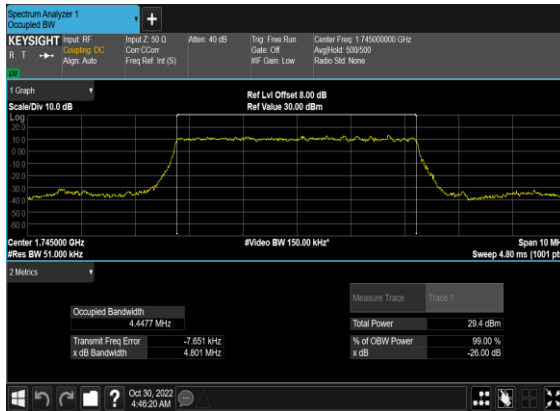 Spectrum Analyzer 1
Occupied BW
KEYSIGHT Input: RF Input Z: 50 Ω Atten: 40 dB Trig: Free Run Center Freq: 1.745000000 GHz
R T Coupling: DC Corr CCorr Gate: Off Avg|Hold: 500/500
Align: Auto Freq Ref: Int (S) #IF Gain: Low Radio Std: None
1 Graph
Ref Lvl Offset 8.00 dB
Scale/Div 10.0 dB Ref Value 30.00 dBm
Log
20.0
10.0
0.00
-10.0
-20.0
-30.0
-40.0
-50.0
-60.0
Center 1.745000 GHz #Video BW 150.00 kHz* Span 10 MH
#Res BW 51.000 kHz Sweep 4.80 ms (1001 pt
2 Metrics
Measure Trace Trace 1
Occupied Bandwidth
4.4477 MHz Total Power 29.4 dBm
Transmit Freq Error -7.651 kHz % of OBW Power 99.00 %
x dB Bandwidth 4.801 MHz x dB -26.00 dB
Oct 30, 2022
4:46:20 AM